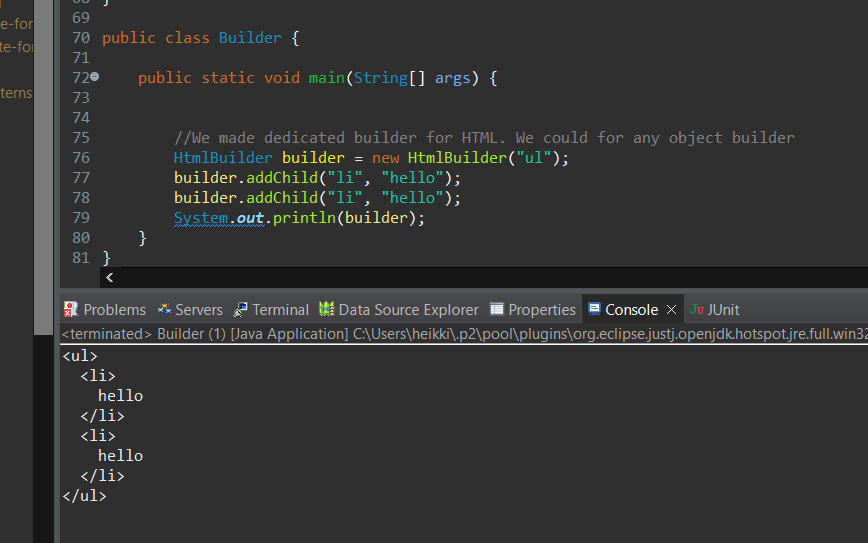 68 }
e-for
69
te-for
70 public class Builder {
71
72 public static void main(String[] args) {
terns
73
74
75 //We made dedicated builder for HTML. We could for any object builder
76 HtmlBuilder builder = new HtmlBuilder("ul");
77 builder.addChild("li", "hello");
78 builder.addChild("li", "hello");
79 System.out.println(builder);
80 }
81 }
Problems Servers Terminal Data Source Explorer Properties Console JUnit
<terminated> Builder (1) [Java Application] C:\Users\heikki\.p2\pool\plugins\org.eclipse.justj.openjdk.hotspot.jre.full.win32
<ul>
  <li>
    hello
  </li>
  <li>
    hello
  </li>
</ul>